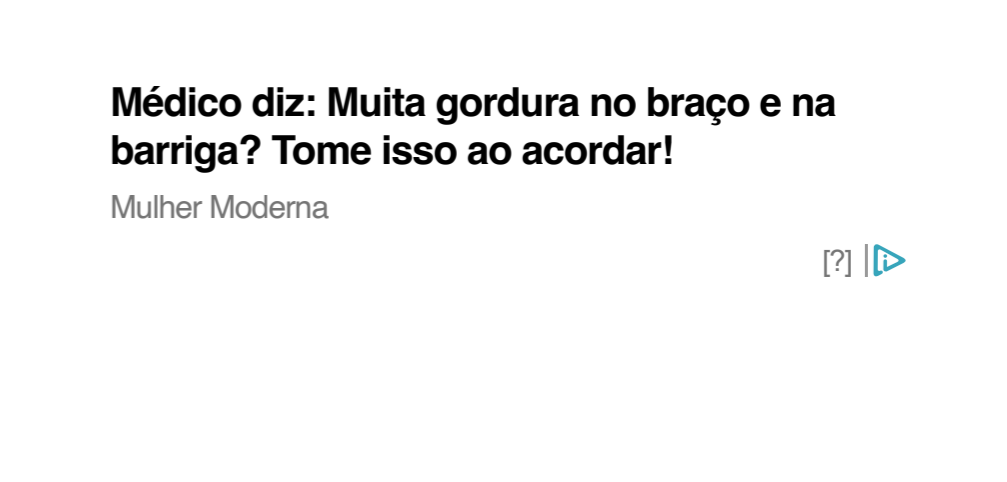 Médico diz: Muita gordura no braço e na
barriga? Tome isso ao acordar!
Mulher Moderna
[?]